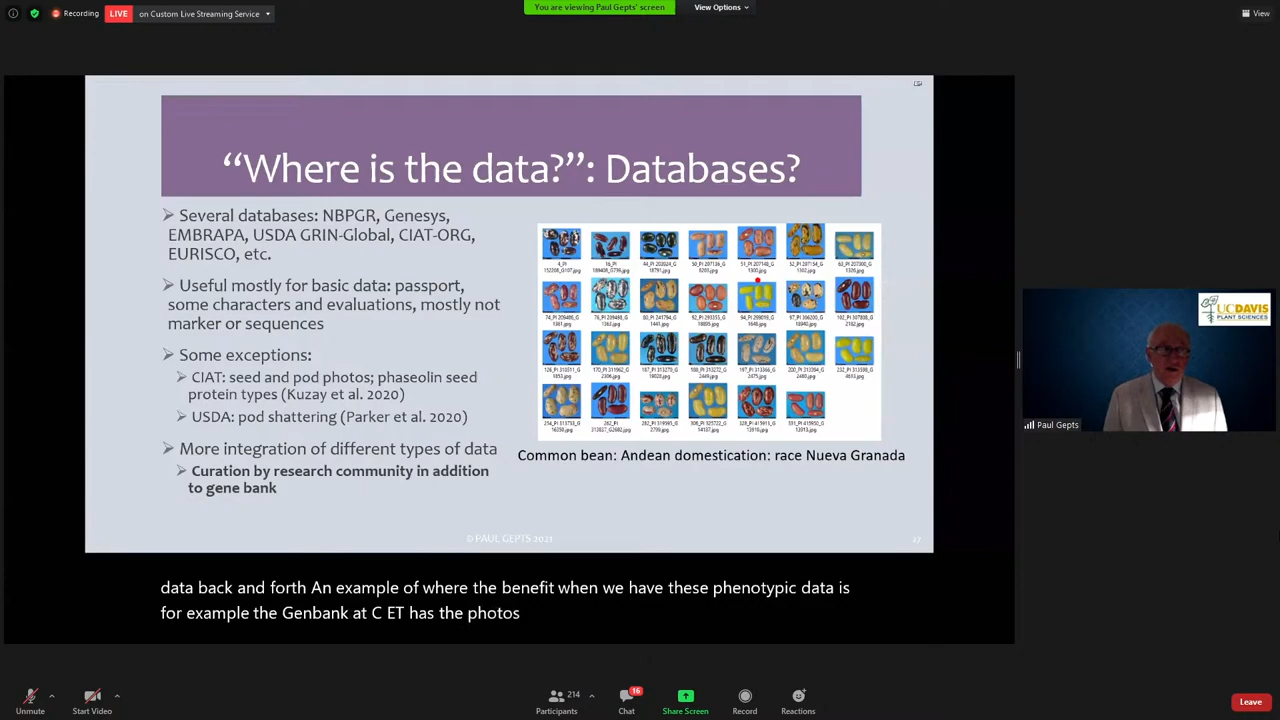 Recording
LIVE
on Custom Live Streaming Service
You are viewing Paul Gepts' screen
View Options
View
“Where is the data?”: Databases?
Several databases: NBPGR, Genesys,
EMBRAPA, USDA GRIN-Global, CIAT-ORG,
EURISCO, etc.
Useful mostly for basic data: passport,
some characters and evaluations, mostly not
marker or sequences
Some exceptions:
CIAT: seed and pod photos; phaseolin seed
protein types (Kuzay et al. 2020)
USDA: pod shattering (Parker et al. 2020)
More integration of different types of data
Curation by research community in addition
to gene bank
Common bean: Andean domestication: race Nueva Granada
© PAUL GEPTS 2021
27
UCDAVIS
PLANT SCIENCES
Paul Gepts
data back and forth An example of where the benefit when we have these phenotypic data is
for example the Genbank at C ET has the photos
Unmute
Start Video
214
Participants
16
Chat
Share Screen
Record
Reactions
Leave